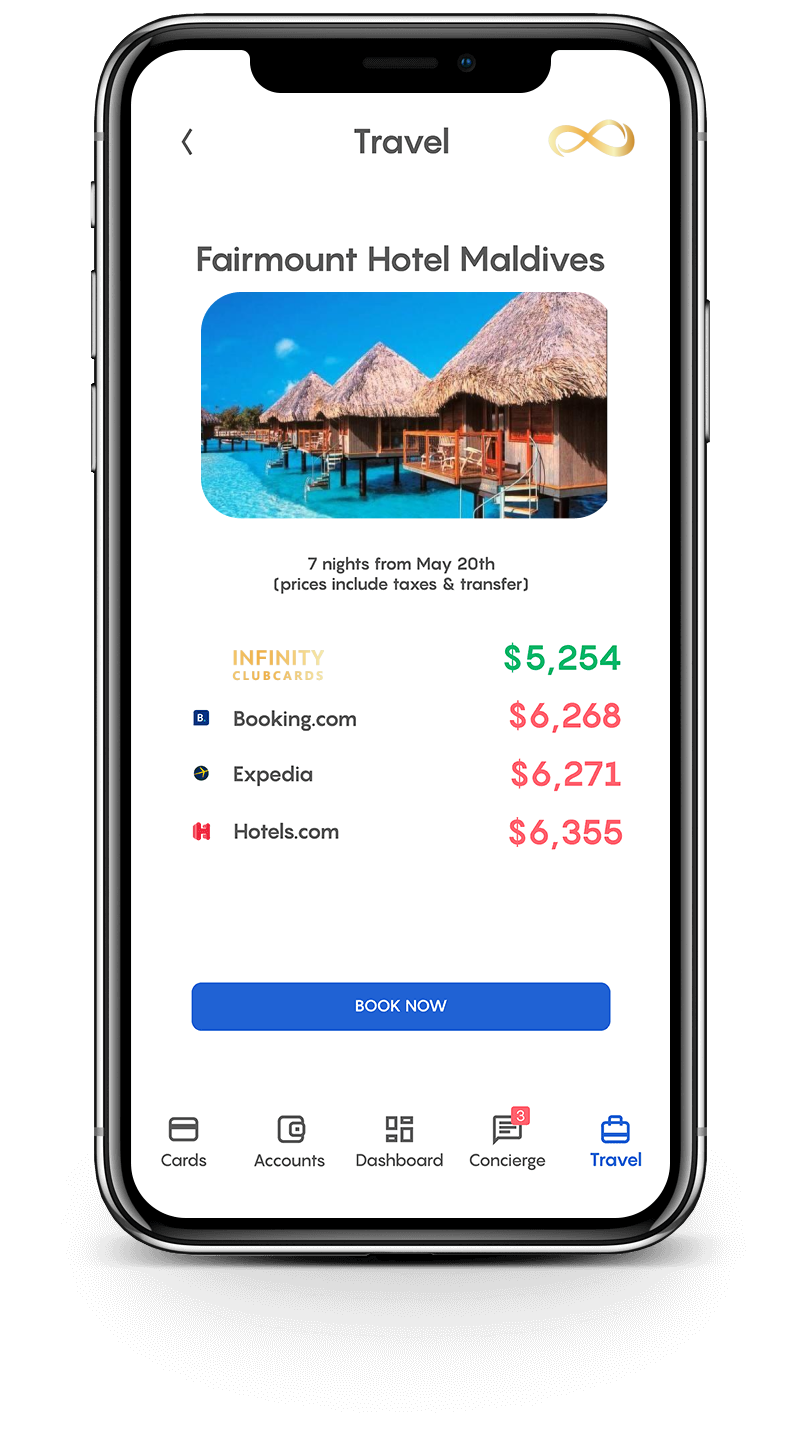 Travel
Fairmount Hotel Maldives
7 nights from May 20th
(prices include taxes & transfer)
INFINITY
CLUBCARDS
$5,254
B.
Booking.com
$6,268
Expedia
$6,271
H
Hotels.com
$6,355
BOOK NOW
3
Cards
Accounts
Dashboard
Concierge
Travel